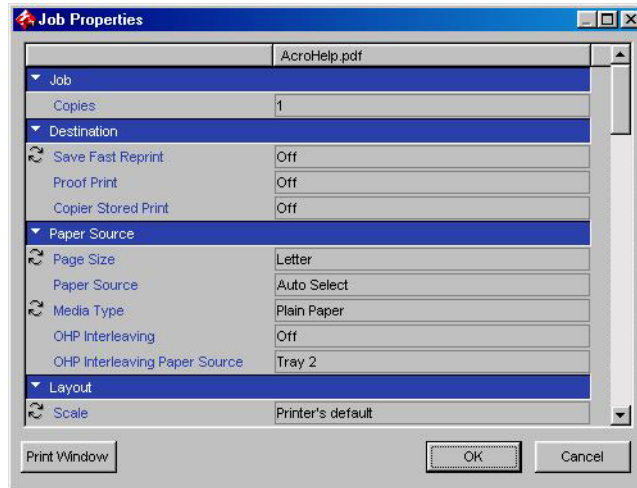 Job Properties
AcroHelp.pdf
Job
Copies 1
Destination
Save Fast Reprint Off
Proof Print Off
Copier Stored Print Off
Paper Source
Page Size Letter
Paper Source Auto Select
Media Type Plain Paper
OHP Interleaving Off
OHP Interleaving Paper Source Tray 2
Layout
Scale Printer's default
Print Window OK Cancel